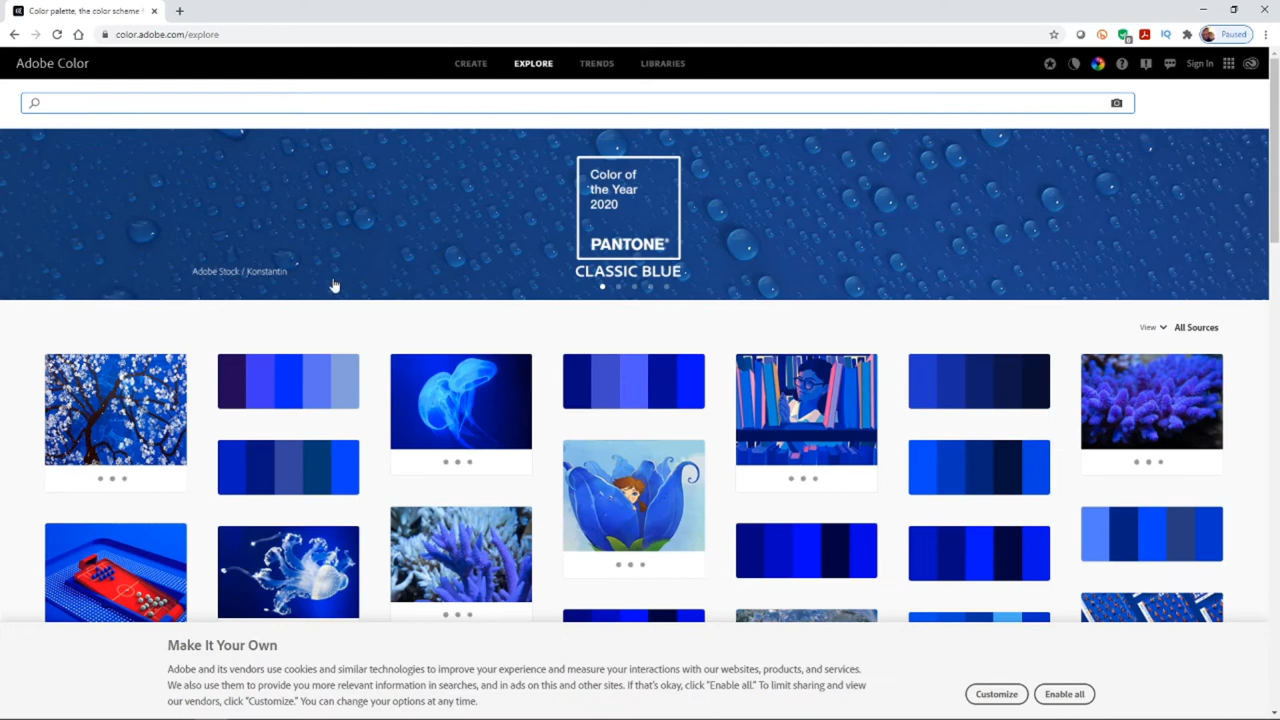 Color palette, the color scheme
color.adobe.com/explore
IQ
Paused
Adobe Color
CREATE
EXPLORE
TRENDS
LIBRARIES
Sign In
Color of
the Year
2020
PANTONE®
CLASSIC BLUE
Adobe Stock / Konstantin
View
All Sources
Make It Your Own
Adobe and its vendors use cookies and similar technologies to improve your experience and measure your interactions with our websites, products, and services.
We also use them to provide you more relevant information in searches, and in ads on this and other sites. If that's okay, click "Enable all." To limit sharing and view
our vendors, click "Customize." You can change your options at any time.
Customize
Enable all